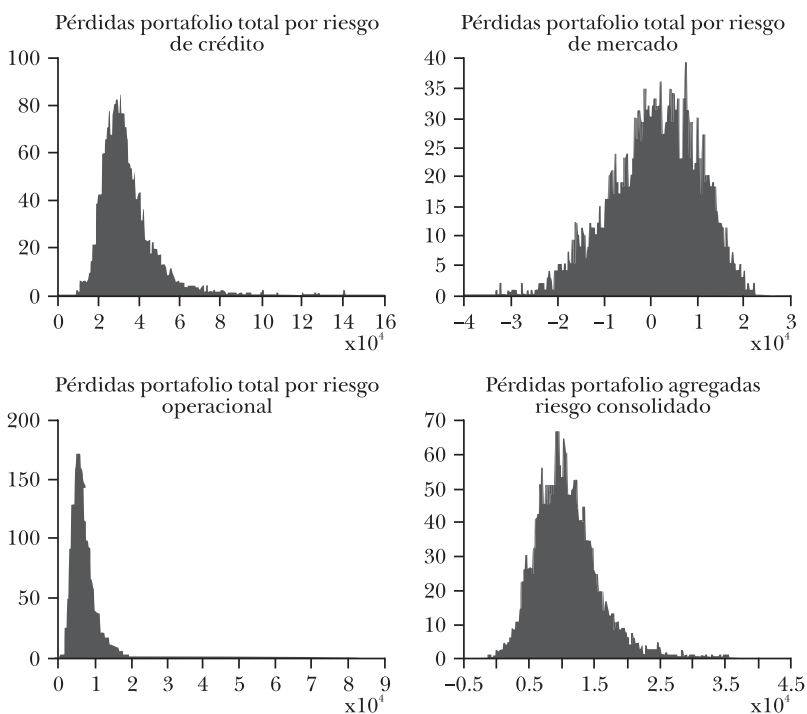 Pérdidas portafolio total por riesgo
de crédito
100
80
60
40
20
0
0 2 4 6 8 10 12 14 16
x10⁴
Pérdidas portafolio total por riesgo
de mercado
40
35
30
25
20
15
10
5
0
–4 –3 –2 –1 0 1 2 3
x10⁴
Pérdidas portafolio total por riesgo
operacional
200
150
100
50
0
0 1 2 3 4 5 6 7 8 9
x10⁴
Pérdidas portafolio agregadas
riesgo consolidado
70
60
50
40
30
20
10
0
–0.5 0.5 1.5 2.5 3.5 4.5
x10⁴